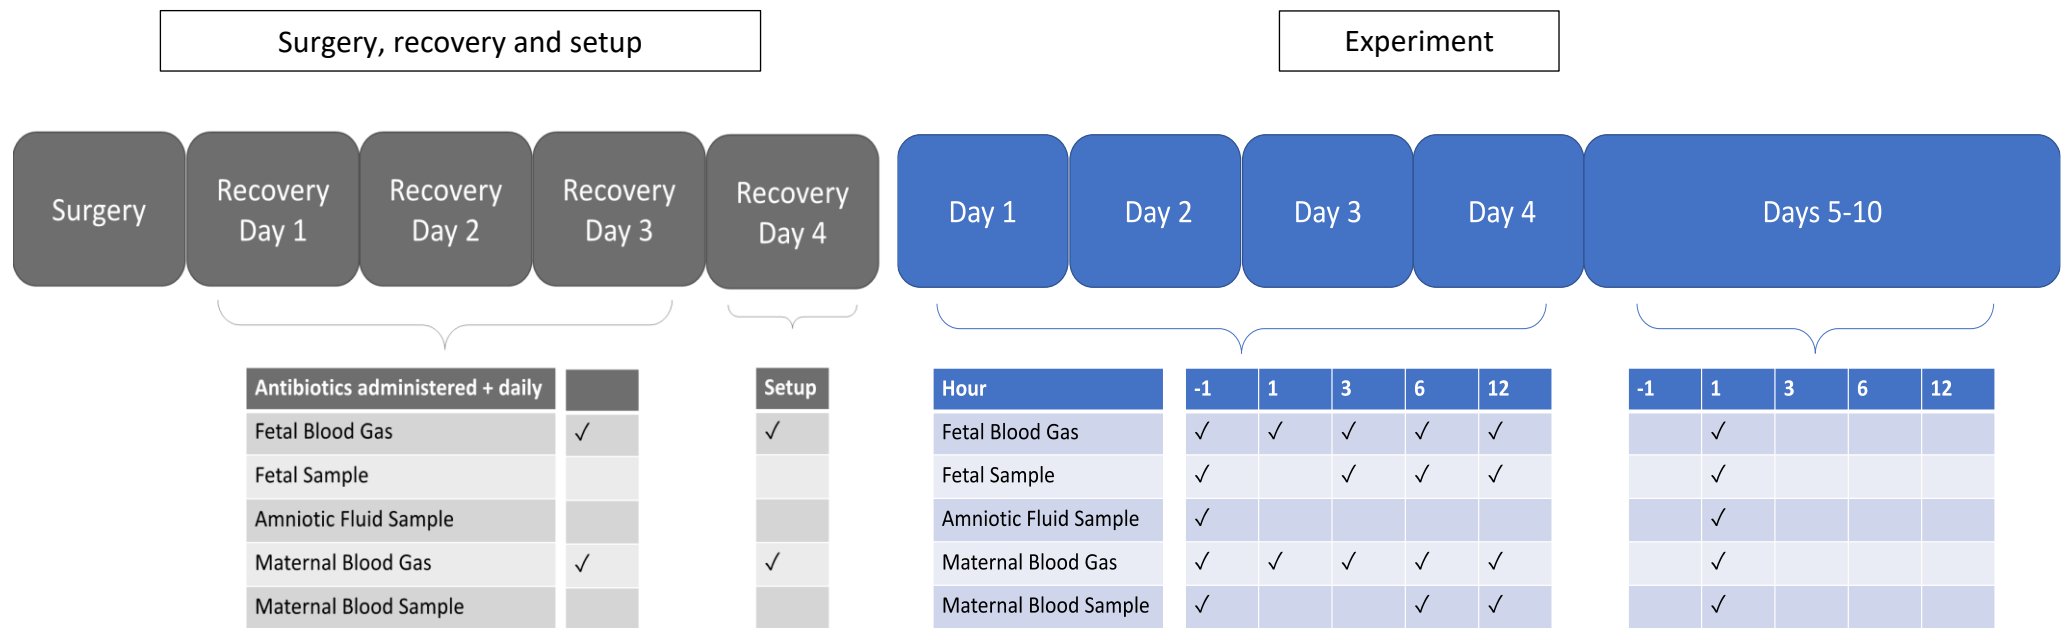 Surgery, recovery and setup
Experiment
Surgery
Recovery
Day 1
Recovery
Day 2
Recovery
Day 3
Recovery
Day 4
Day 1
Day 2
Day 3
Day 4
Days 5-10
Antibiotics administered + daily
Fetal Blood Gas ✓
Fetal Sample
Amniotic Fluid Sample
Maternal Blood Gas ✓
Maternal Blood Sample
Setup
✓
✓
Hour -1 1 3 6 12
Fetal Blood Gas ✓ ✓ ✓ ✓ ✓
Fetal Sample ✓ ✓ ✓ ✓
Amniotic Fluid Sample ✓
Maternal Blood Gas ✓ ✓ ✓ ✓ ✓
Maternal Blood Sample ✓ ✓ ✓
-1 1 3 6 12
✓
✓
✓
✓
✓